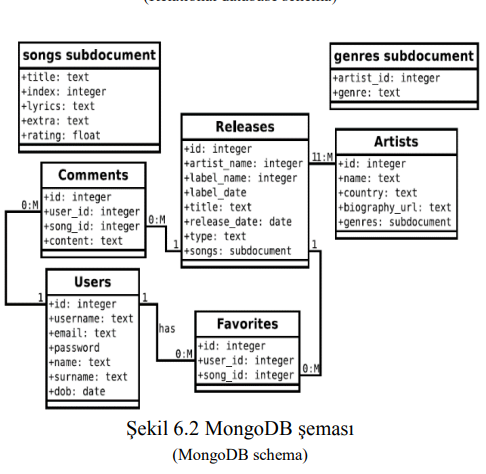 (Relational database schema)
songs subdocument
+title: text
+index: integer
+lyrics: text
+extra: text
+rating: float
genres subdocument
+artist_id: integer
+genre: text
Releases
+id: integer
+artist_name: integer
+label_name: integer
+label_date
+title: text
+release_date: date
+type: text
+songs: subdocument
11:M
Artists
+id: integer
+name: text
+country: text
+biography_url: text
+genres: subdocument
Comments
+id: integer
+user_id: integer
+song_id: integer
+content: text
0:M
0:M
1
1
Users
+id: integer
+username: text
+email: text
+password
+name: text
+surname: text
+dob: date
1
1
has
0:M
Favorites
+id: integer
+user_id: integer
+song_id: integer
0:M
Şekil 6.2 MongoDB şeması
(MongoDB schema)